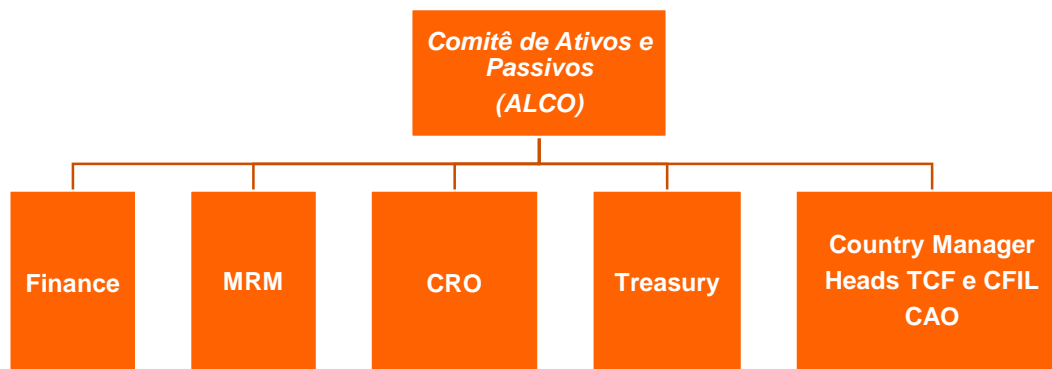 Comitê de Ativos e
Passivos
(ALCO)
Finance
MRM
CRO
Treasury
Country Manager
Heads TCF e CFIL
CAO